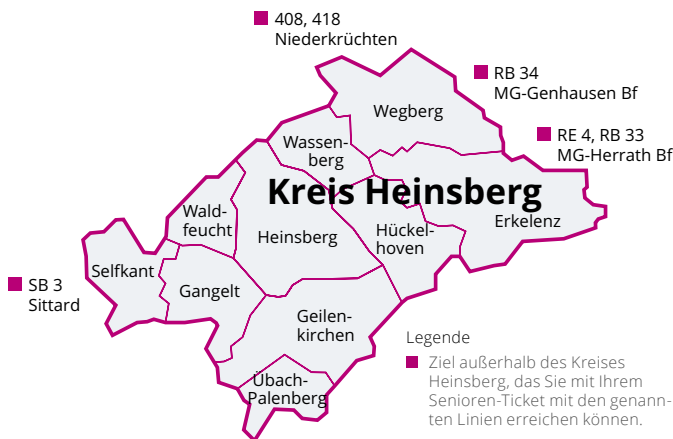 408, 418
Niederkrüchten
RB 34
MG-Genhausen Bf
RE 4, RB 33
MG-Herrath Bf
Wegberg
Wassen-
berg
Kreis Heinsberg
Wald-
feucht
Heinsberg
Hückel-
hoven
Erkelenz
Selfkant
SB 3
Sittard
Gangelt
Geilen-
kirchen
Übach-
Palenberg
Legende
Ziel außerhalb des Kreises
Heinsberg, das Sie mit Ihrem
Senioren-Ticket mit den genann-
ten Linien erreichen können.